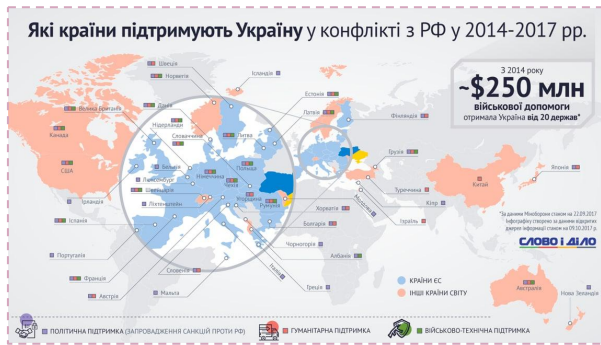 Які країни підтримують Україну у конфлікті з РФ у 2014-2017 рр.
З 2014 року
~$250 млн
військової допомоги
отримала Україна від 20 держав*
Швеція
Норвегія
Ісландія
Данія
Естонія
Велика Британія
Латвія
Нідерланди
Фінляндія
Канада
Словаччина
Литва
США
Бельгія
Польща
Грузія
Японія
Люксембург
Німеччина
Чехія
Китай
Швейцарія
Угорщина
Туреччина
Ірландія
Ліхтенштейн
Румунія
Молдова
Кіпр
Іспанія
Хорватія
Ізраїль
Болгарія
*За даними Міноборони станом на 22.09.2017
Інфографіку створено за даними відкритих
джерел інформації станом на 09.10.2017 р.
СЛОВО і ДІЛО
Португалія
Чорногорія
Албанія
Франція
Словенія
Італія
Греція
Австрія
Мальта
КРАЇНИ ЄС
ІНШІ КРАЇНИ СВІТУ
Австралія
Нова Зеландія
ПОЛІТИЧНА ПІДТРИМКА (ЗАПРОВАДЖЕННЯ САНКЦІЙ ПРОТИ РФ)
ГУМАНІТАРНА ПІДТРИМКА
ВІЙСЬКОВО-ТЕХНІЧНА ПІДТРИМКА